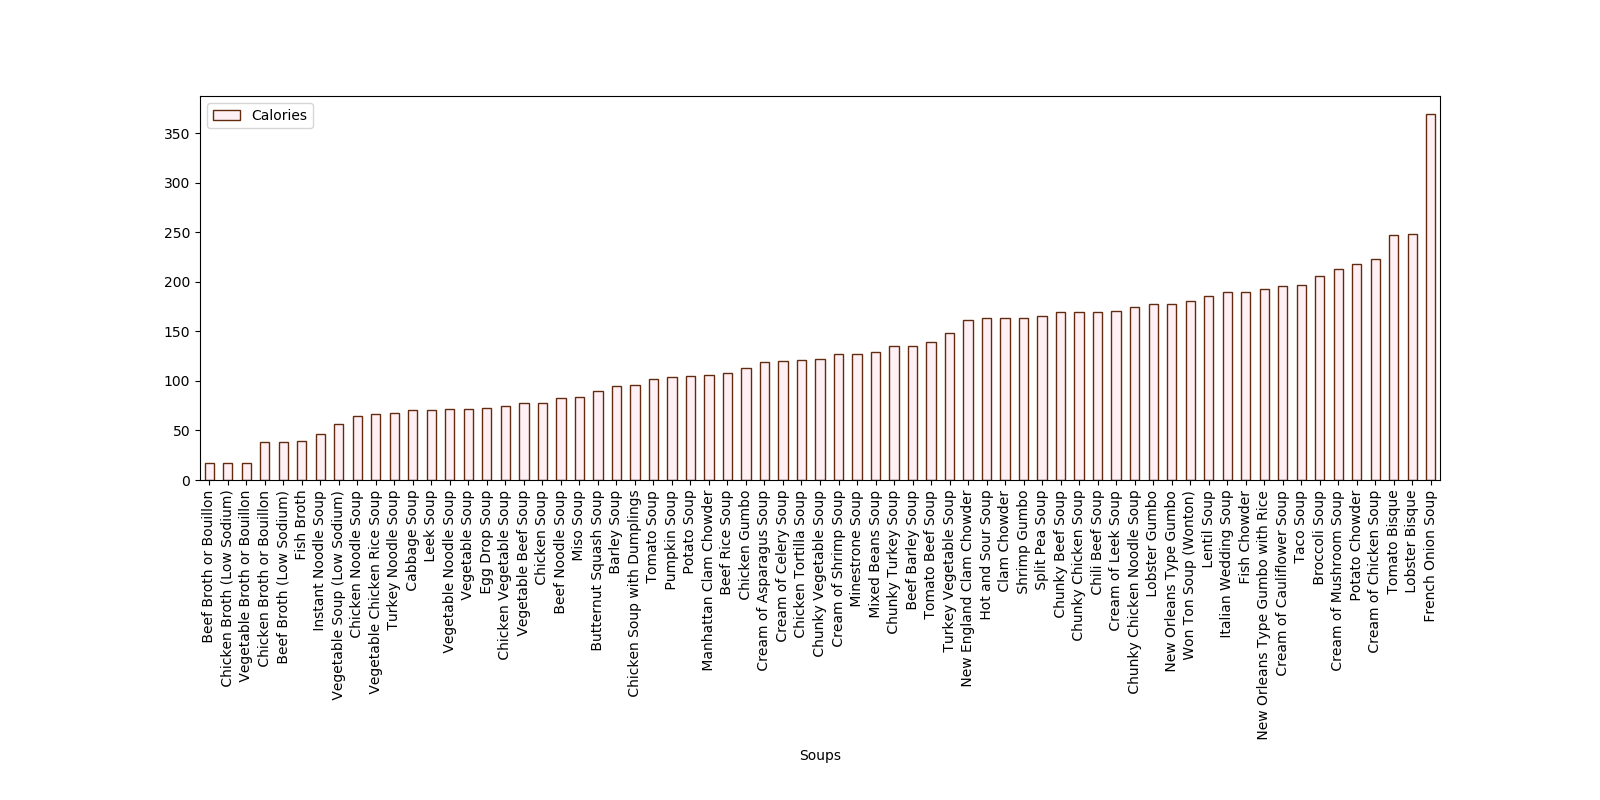 Calories
350
300
250
200
150
100
50
0
Beef Broth or Bouillon
Chicken Broth (Low Sodium)
Vegetable Broth or Bouillon
Chicken Broth or Bouillon
Beef Broth (Low Sodium)
Fish Broth
Instant Noodle Soup
Vegetable Soup (Low Sodium)
Chicken Noodle Soup
Vegetable Chicken Rice Soup
Turkey Noodle Soup
Cabbage Soup
Leek Soup
Vegetable Noodle Soup
Vegetable Soup
Egg Drop Soup
Chicken Vegetable Soup
Vegetable Beef Soup
Chicken Soup
Beef Noodle Soup
Miso Soup
Butternut Squash Soup
Barley Soup
Chicken Soup with Dumplings
Tomato Soup
Pumpkin Soup
Potato Soup
Manhattan Clam Chowder
Beef Rice Soup
Chicken Gumbo
Cream of Asparagus Soup
Cream of Celery Soup
Chicken Tortilla Soup
Chunky Vegetable Soup
Cream of Shrimp Soup
Minestrone Soup
Mixed Beans Soup
Chunky Turkey Soup
Beef Barley Soup
Tomato Beef Soup
Turkey Vegetable Soup
New England Clam Chowder
Hot and Sour Soup
Clam Chowder
Shrimp Gumbo
Split Pea Soup
Chunky Beef Soup
Chunky Chicken Soup
Chili Beef Soup
Cream of Leek Soup
Chunky Chicken Noodle Soup
Lobster Gumbo
New Orleans Type Gumbo
Won Ton Soup (Wonton)
Lentil Soup
Italian Wedding Soup
Fish Chowder
New Orleans Type Gumbo with Rice
Cream of Cauliflower Soup
Taco Soup
Broccoli Soup
Cream of Mushroom Soup
Potato Chowder
Cream of Chicken Soup
Tomato Bisque
Lobster Bisque
French Onion Soup
Soups